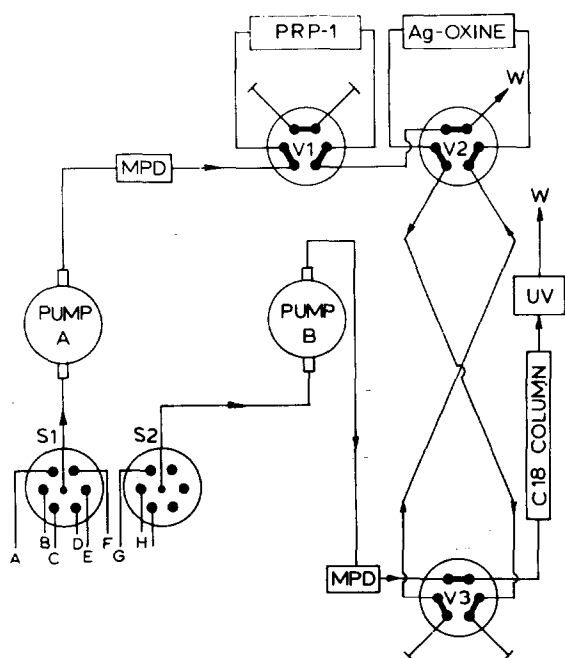 PRP-1
Ag-OXINE
W
V1
V2
MPD
W
PUMP
A
PUMP
B
UV
C18 COLUMN
S1
S2
A
B
C
D
E
F
G
H
MPD
V3